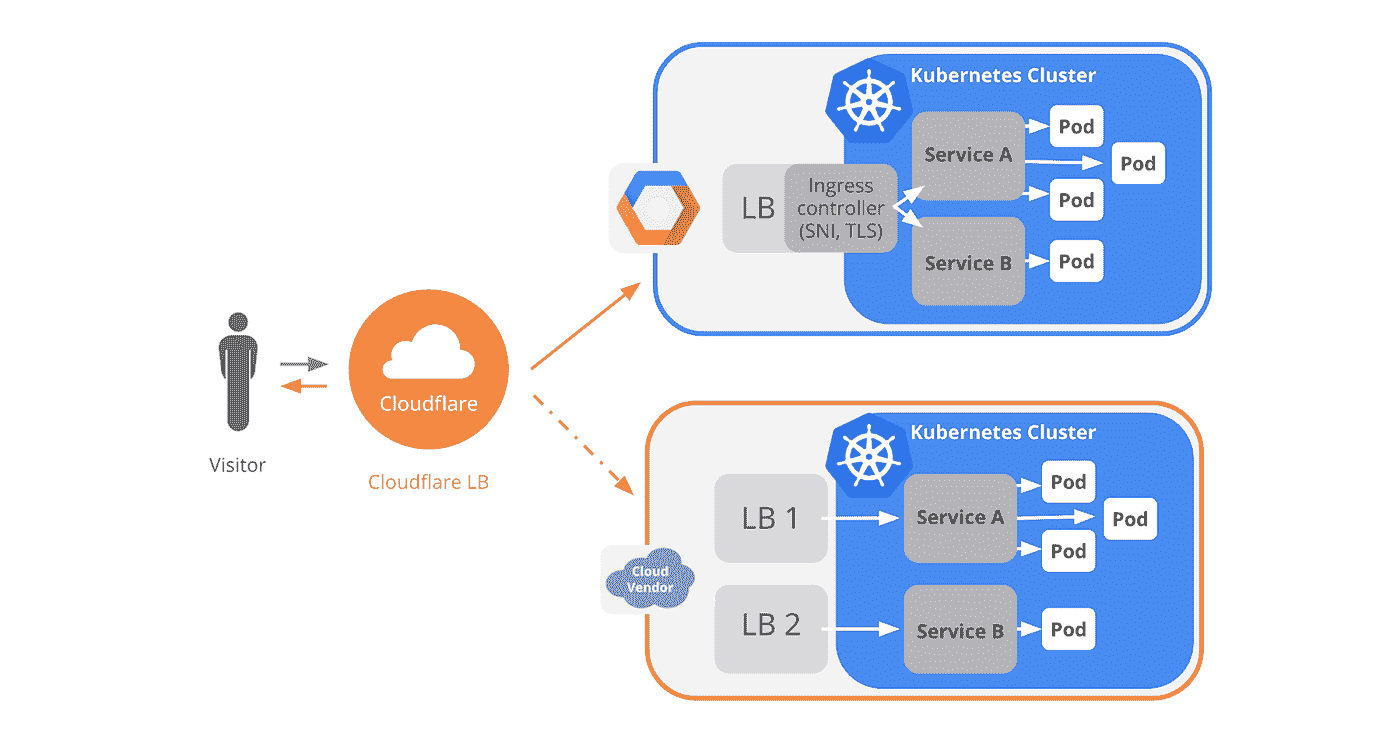 Visitor
Cloudflare
Cloudflare LB
Kubernetes Cluster
LB
Ingress
controller
(SNI, TLS)
Service A
Service B
Pod
Pod
Pod
Pod
Kubernetes Cluster
Cloud
Vendor
LB 1
LB 2
Service A
Service B
Pod
Pod
Pod
Pod